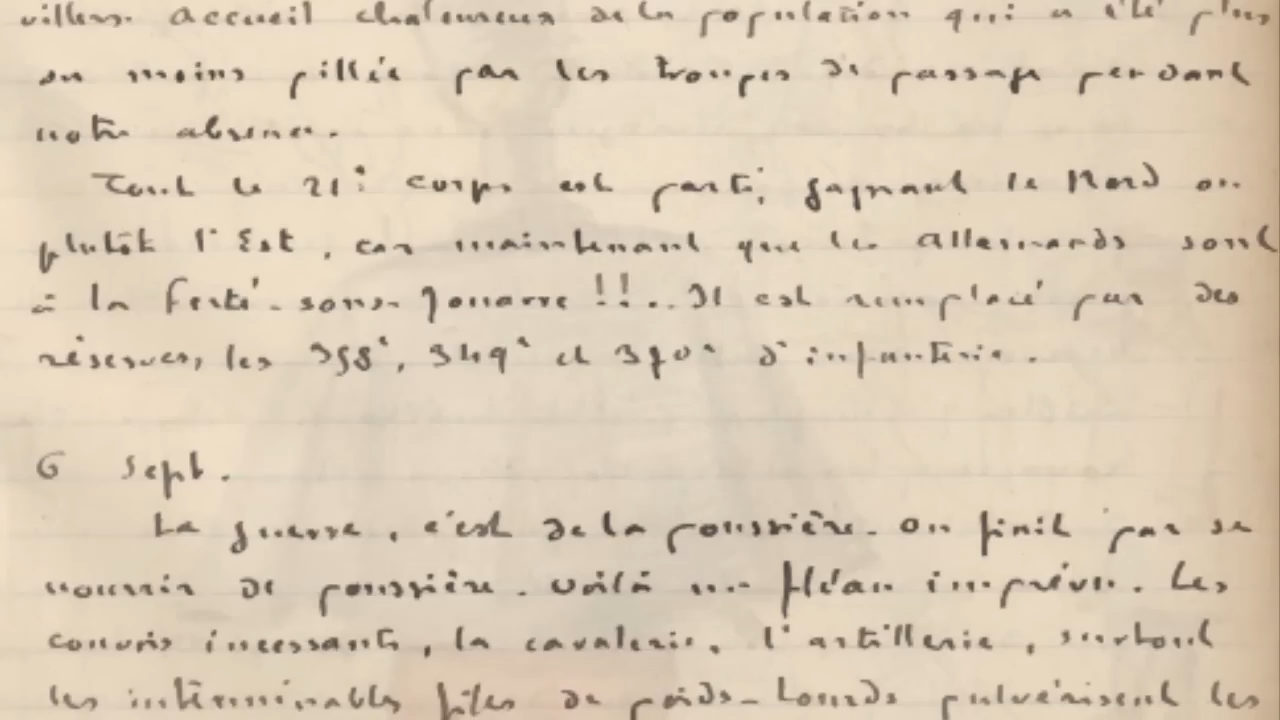 villers. Accueil chaleureux de la population qui a été plus
ou moins pillée par les troupes de passage pendant
notre absence.
Tout le 21e corps est parti, gagnant le Nord ou
plutôt l'Est, car maintenant que les Allemands sont
à la Ferté-sous-Jouarre !!.. Il est remplacé par des
réserves, les 358e, 349e et 370e d'infanterie.
6 Sept.
La guerre, c'est de la poussière. On finit par se
nourrir de poussière. Voilà un fléau imprévu. Les
convois incessants, la cavalerie, l'artillerie, surtout
les interminables files de poids-lourds pulvérisent les